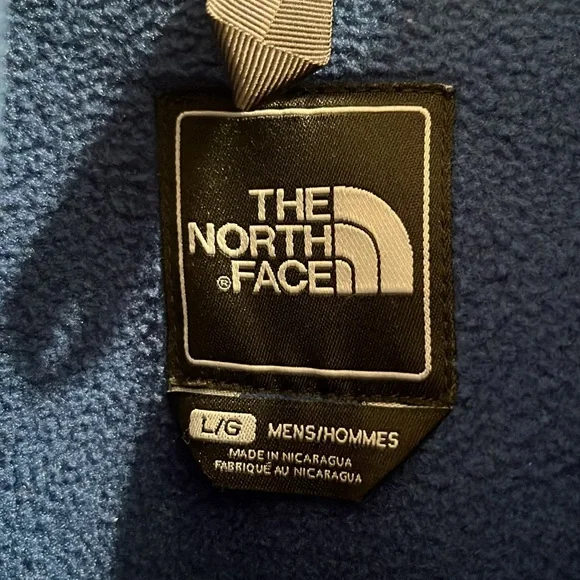 THE
NORTH
®FACE
L/G MENS/HOMMES
MADE IN NICARAGUA
FABRIQUÉ AU NICARAGUA